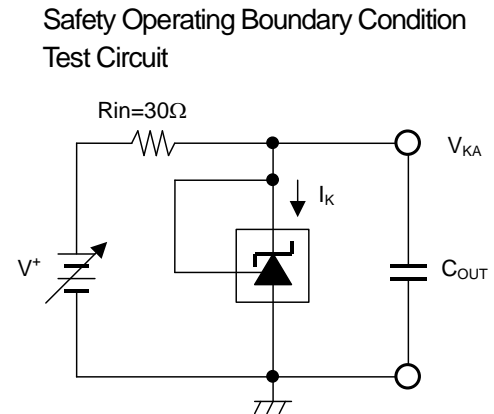 Safety Operating Boundary Condition
Test Circuit
Rin=30Ω
V_KA
I_K
V⁺
C_OUT